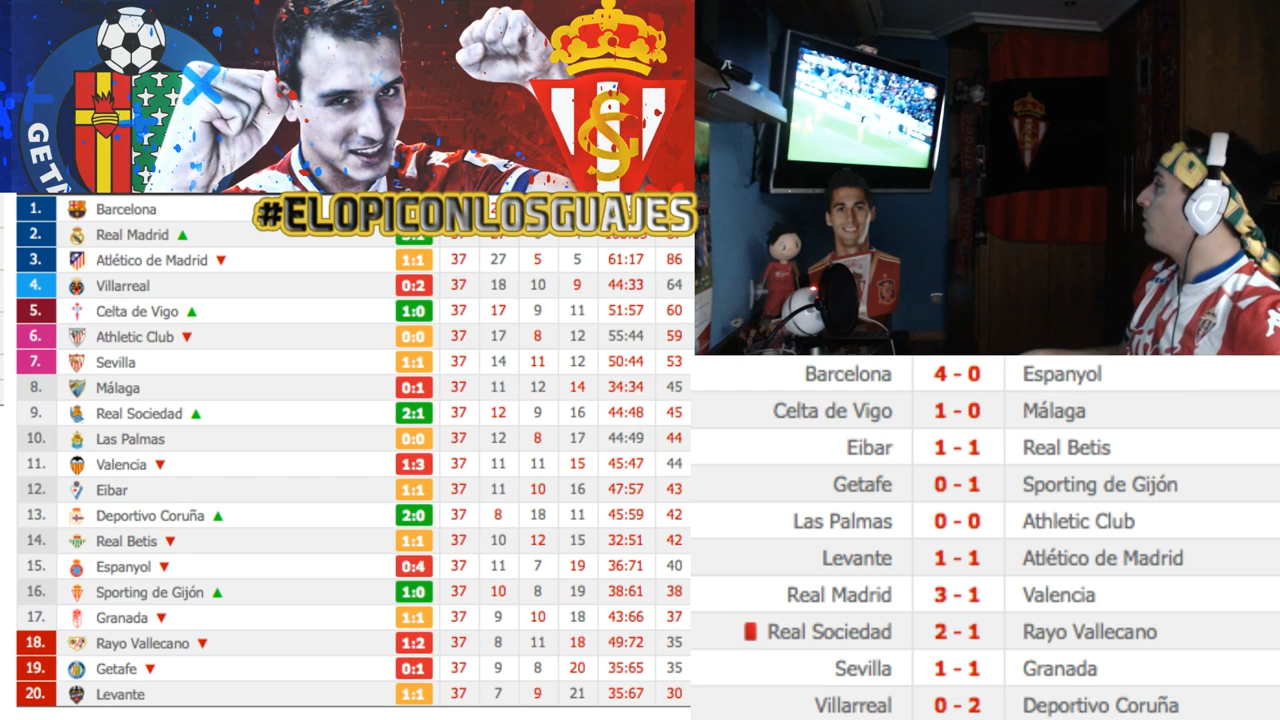 GETA
#ELOPICONLOSGUAJES
1. Barcelona
2. Real Madrid 37
3. Atlético de Madrid 1:1 37 27 5 5 61:17 86
4. Villarreal 0:2 37 18 10 9 44:33 64
5. Celta de Vigo 1:0 37 17 9 11 51:57 60
6. Athletic Club 0:0 37 17 8 12 55:44 59
7. Sevilla 1:1 37 14 11 12 50:44 53
8. Málaga 0:1 37 11 12 14 34:34 45
9. Real Sociedad 2:1 37 12 9 16 44:48 45
10. Las Palmas 0:0 37 12 8 17 44:49 44
11. Valencia 1:3 37 11 11 15 45:47 44
12. Eibar 1:1 37 11 10 16 47:57 43
13. Deportivo Coruña 2:0 37 8 18 11 45:59 42
14. Real Betis 1:1 37 10 12 15 32:51 42
15. Espanyol 0:4 37 11 7 19 36:71 40
16. Sporting de Gijón 1:0 37 10 8 19 38:61 38
17. Granada 1:1 37 9 10 18 43:66 37
18. Rayo Vallecano 1:2 37 8 11 18 49:72 35
19. Getafe 0:1 37 9 8 20 35:65 35
20. Levante 1:1 37 7 9 21 35:67 30
Barcelona 4 - 0 Espanyol
Celta de Vigo 1 - 0 Málaga
Eibar 1 - 1 Real Betis
Getafe 0 - 1 Sporting de Gijón
Las Palmas 0 - 0 Athletic Club
Levante 1 - 1 Atlético de Madrid
Real Madrid 3 - 1 Valencia
Real Sociedad 2 - 1 Rayo Vallecano
Sevilla 1 - 1 Granada
Villarreal 0 - 2 Deportivo Coruña